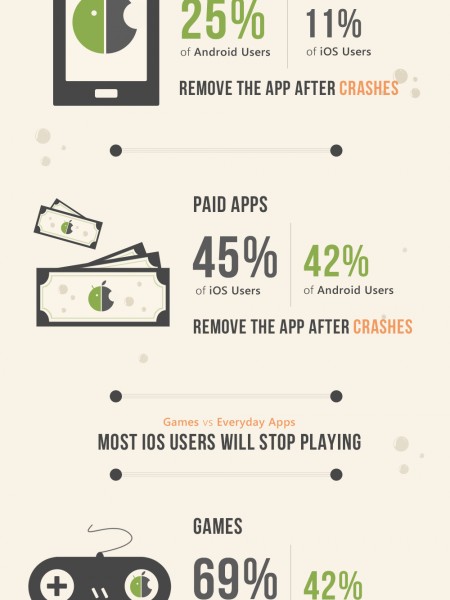 25% 11%
of Android Users of iOS Users
REMOVE THE APP AFTER CRASHES
PAID APPS
45% 42%
of iOS Users of Android Users
REMOVE THE APP AFTER CRASHES
Games vs Everyday Apps
MOST IOS USERS WILL STOP PLAYING
GAMES
69% 42%